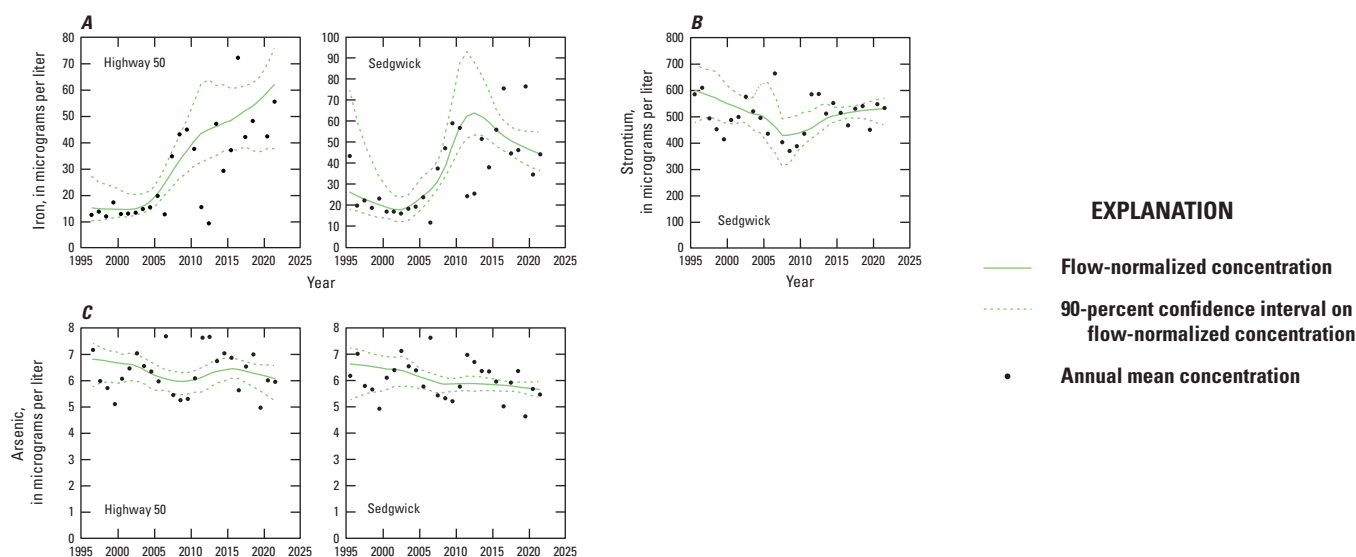 A
B
Iron, in micrograms per liter
80
70
60
50
40
30
20
10
0
Highway 50
1995 2000 2005 2010 2015 2020 2025
100
90
80
70
60
50
40
30
20
10
0
Sedgwick
1995 2000 2005 2010 2015 2020 2025
Year
Strontium,
in micrograms per liter
800
700
600
500
400
300
200
100
0
Sedgwick
1995 2000 2005 2010 2015 2020 2025
Year
EXPLANATION
Flow-normalized concentration
90-percent confidence interval on
flow-normalized concentration
Annual mean concentration
C
Arsenic,
in micrograms per liter
8
7
6
5
4
3
2
1
0
Highway 50
1995 2000 2005 2010 2015 2020 2025
8
7
6
5
4
3
2
1
0
Sedgwick
1995 2000 2005 2010 2015 2020 2025